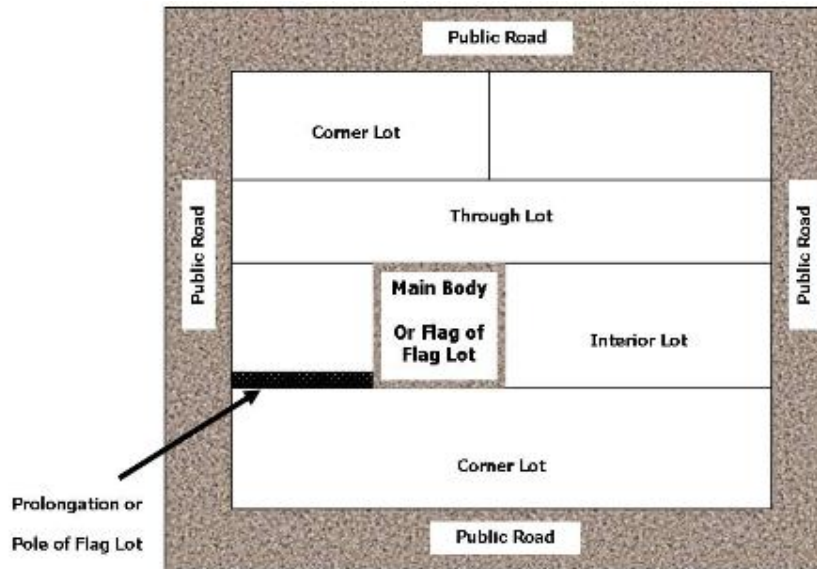 Public Road
Corner Lot
Through Lot
Public Road
Public Road
Main Body
Or Flag of
Flag Lot
Interior Lot
Corner Lot
Prolongation or
Pole of Flag Lot
Public Road